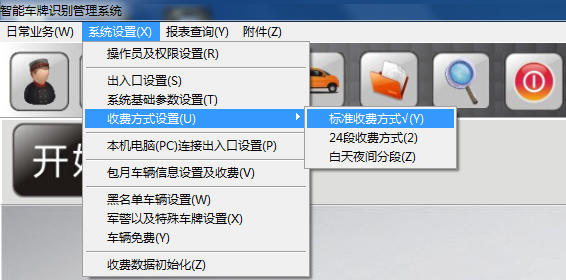 智能车牌识别管理系统
日常业务(W) 系统设置(X) 报表查询(Y) 附件(Z)
操作员及权限设置(R)
出入口设置(S)
系统基础参数设置(T)
收费方式设置(U)
标准收费方式√(Y)
24段收费方式(2)
白天夜间分段(Z)
本机电脑(PC)连接出入口设置(P)
包月车辆信息设置及收费(V)
黑名单车辆设置(W)
军警以及特殊车牌设置(X)
车辆免费(Y)
收费数据初始化(Z)
开始